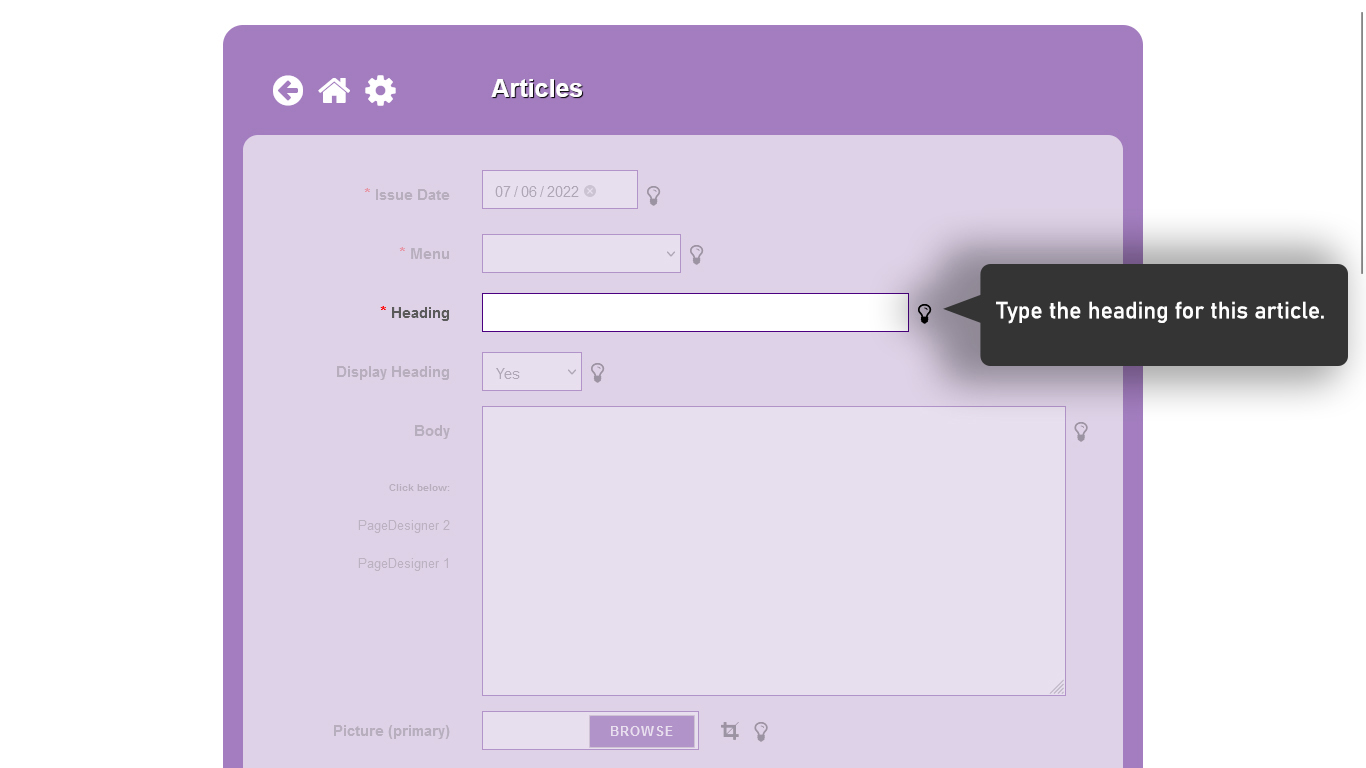 Articles
* Issue Date 07 / 06 / 2022
* Menu
* Heading
Type the heading for this article.
Display Heading Yes
Body
Click below:
PageDesigner 2
PageDesigner 1
Picture (primary) BROWSE